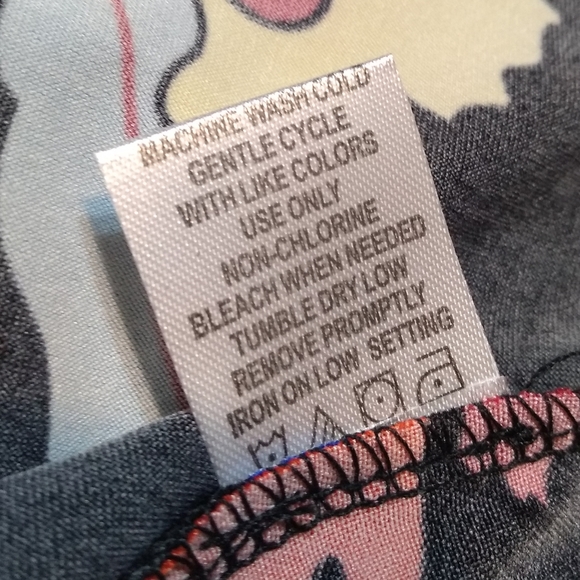 MACHINE WASH COLD
GENTLE CYCLE
WITH LIKE COLORS
USE ONLY
NON-CHLORINE
BLEACH WHEN NEEDED
TUMBLE DRY LOW
REMOVE PROMPTLY
IRON ON LOW SETTING